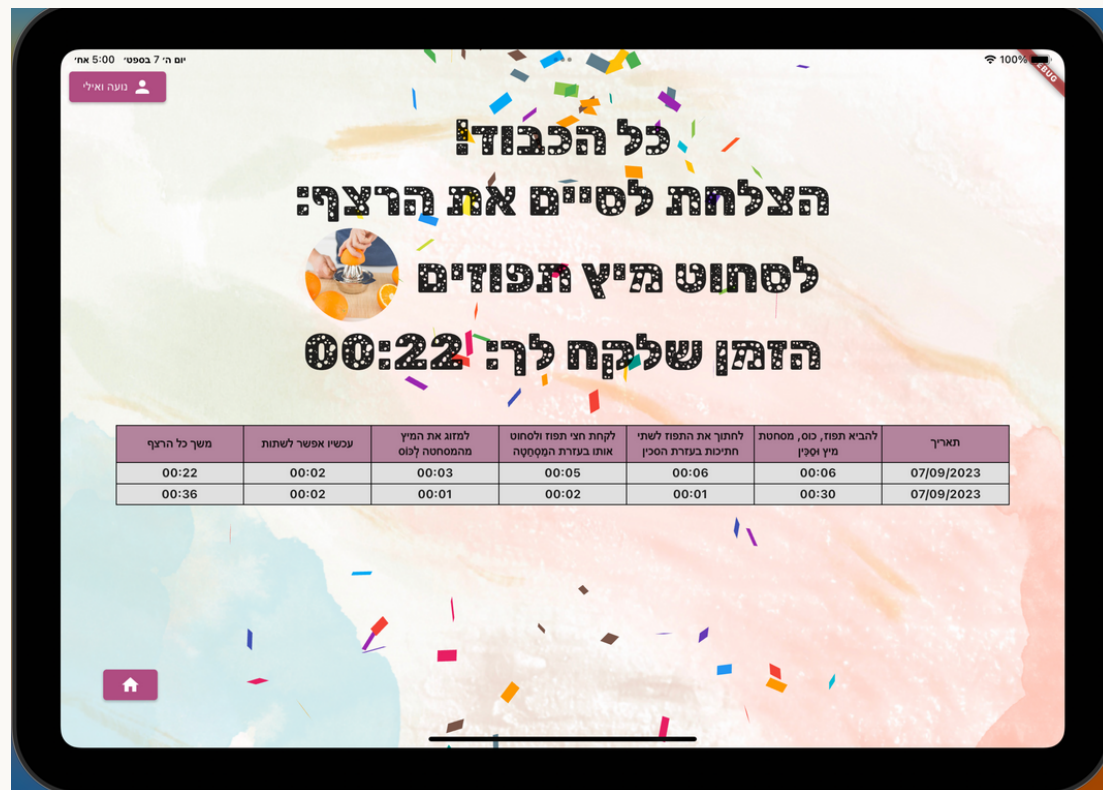 יום ה׳ 7 בספט׳ 5:00 אח׳
100%
נועה ואילי
כל הכבוד!
הצלחת לסיים את הרצף:
לסחוט מיץ תפוזים
הזמן שלקח לך: 00:22
תאריך
להביא תפוז, כוס, מסחטת
מיץ וסַכִּין
לחתוך את התפוז לשתי
חתיכות בעזרת הסכין
לקחת חצי תפוז ולסחוט
אותו בעזרת המַסְחֵטָה
למזוג את המיץ
מהמסחטה לַכּוֹס
עכשיו אפשר לשתות
משך כל הרצף
07/09/2023 00:06 00:06 00:05 00:03 00:02 00:22
07/09/2023 00:30 00:01 00:02 00:01 00:02 00:36